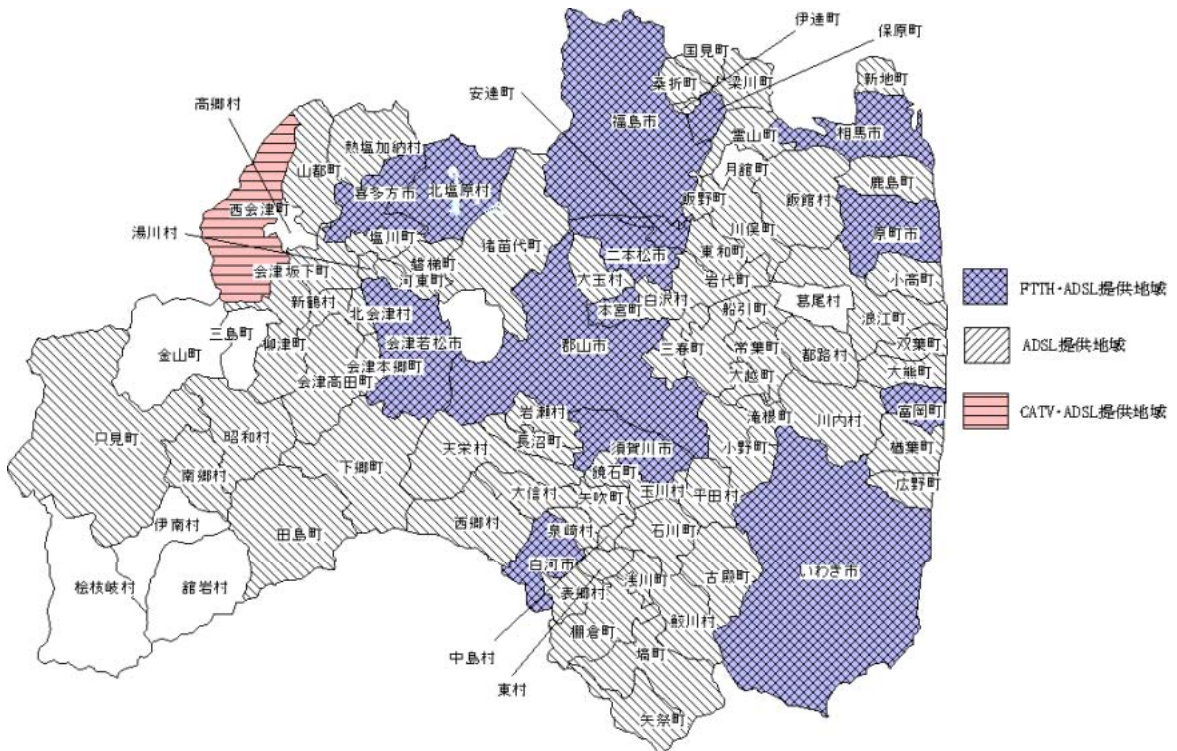 伊達町
保原町
国見町
桑折町
梁川町
新地町
安達町
高郷村
福島市
霊山町
相馬市
熱塩加納村
山都町
月舘町
鹿島町
喜多方市
北塩原村
飯野町
飯舘村
西会津町
川俣町
原町市
湯川村
塩川町
猪苗代町
二本松市
東和町
磐梯町
河東町
会津坂下町
大玉村
岩代町
小高町
新鶴村
北会津村
本宮町
白沢村
船引町
葛尾村
浪江町
三島町
柳津町
会津若松市
郡山市
三春町
常葉町
都路村
双葉町
金山町
会津本郷町
会津高田町
大越町
大熊町
岩瀬村
滝根町
富岡町
只見町
昭和村
天栄村
長沼町
須賀川市
小野町
川内村
楢葉町
南郷村
下郷町
鏡石町
広野町
大信村
矢吹町
玉川村
平田村
伊南村
田島町
西郷村
泉崎村
石川町
桧枝岐村
舘岩村
白河市
浅川町
古殿町
いわき市
表郷村
棚倉町
鮫川村
中島村
塙町
東村
矢祭町
FTTH・ADSL提供地域
ADSL提供地域
CATV・ADSL提供地域